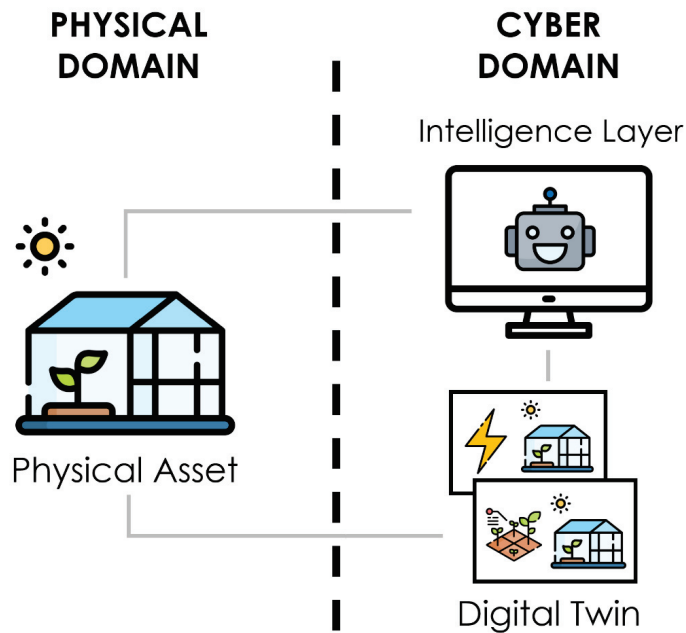 PHYSICAL
DOMAIN
CYBER
DOMAIN
Intelligence Layer
Physical Asset
Digital Twin